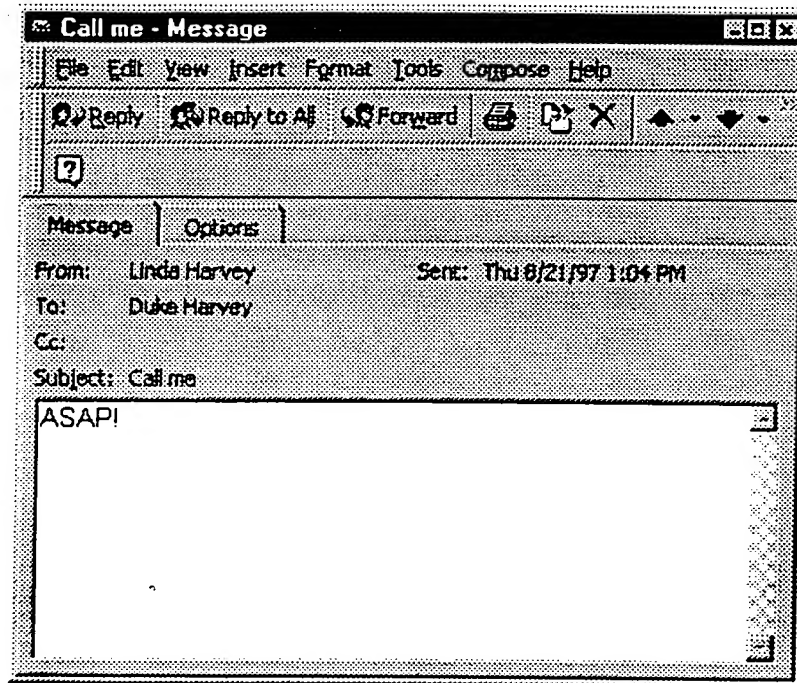 Call me - Message
File Edit View Insert Format Tools Compose Help
Reply Reply to All Forward
?
Message Options
From: Linda Harvey Sent: Thu 8/21/97 1:04 PM
To: Duke Harvey
Cc:
Subject: Call me
ASAP!